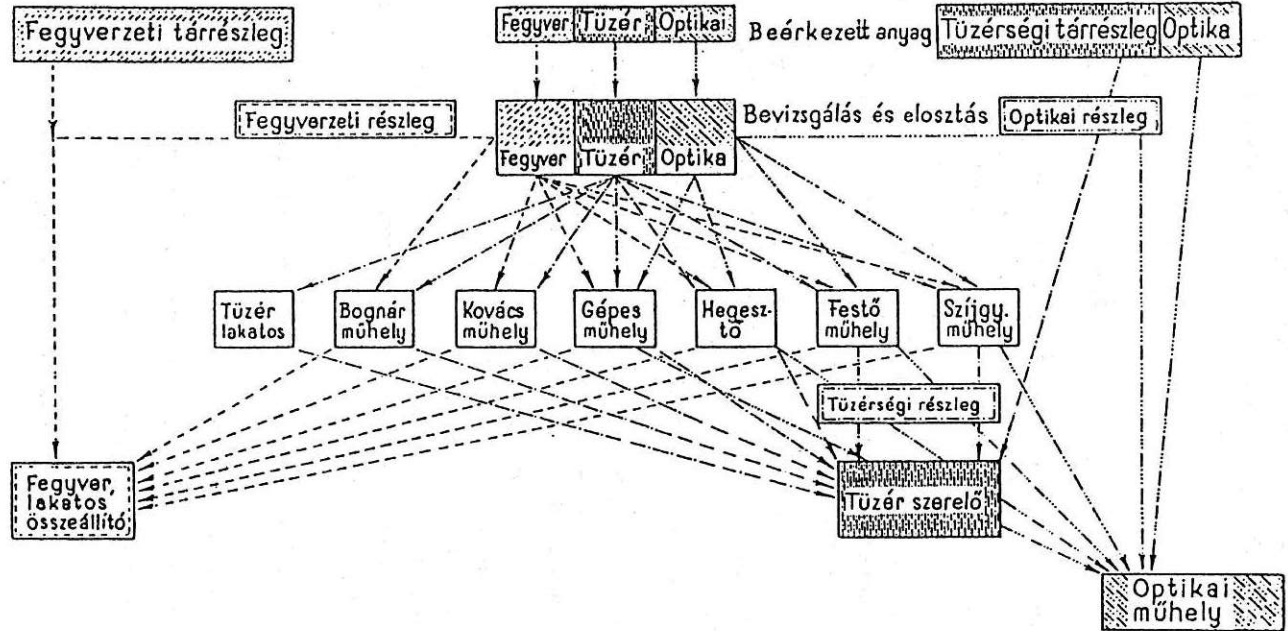 Fegyverzeti tárrészleg
Fegyver Tüzér Optikai
Beérkezett anyag
Tüzérségi tárrészleg Optika
Fegyverzeti részleg
Bevizsgálás és elosztás
Optikai részleg
Fegyver Tüzér Optika
Tüzér
lakatos
Bognár
műhely
Kovács
műhely
Gépes
műhely
Hegesz-
tő
Festő
műhely
Szíjgy.
műhely
Tüzérségi részleg
Fegyver,
lakatos
összeállító
Tüzér szerelő
Optikai
műhely